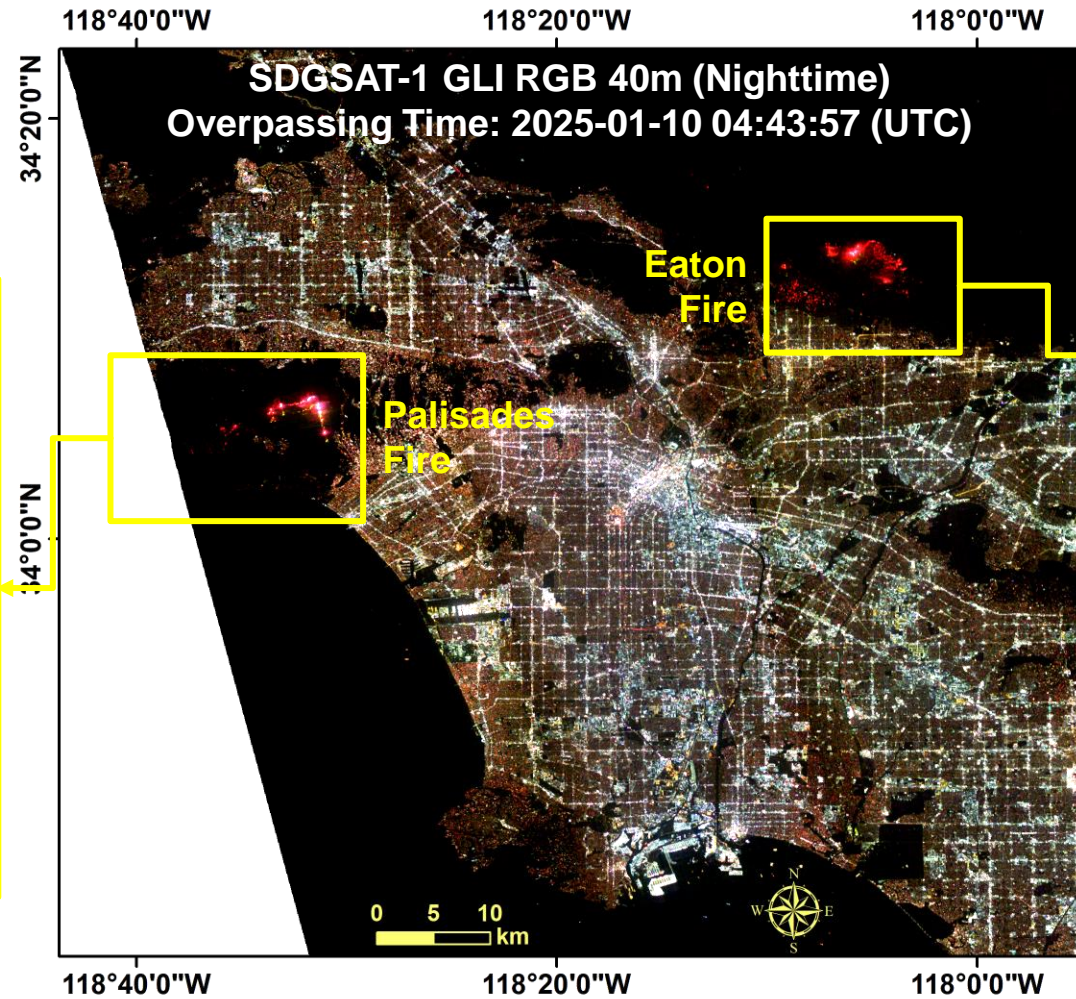 118°40'0"W 118°20'0"W 118°0'0"W
34°20'0"N
SDGSAT-1 GLI RGB 40m (Nighttime)
Overpassing Time: 2025-01-10 04:43:57 (UTC)
Eaton
Fire
Palisades
Fire
34°0'0"N
N
W E
S
0 5 10
km
118°40'0"W 118°20'0"W 118°0'0"W